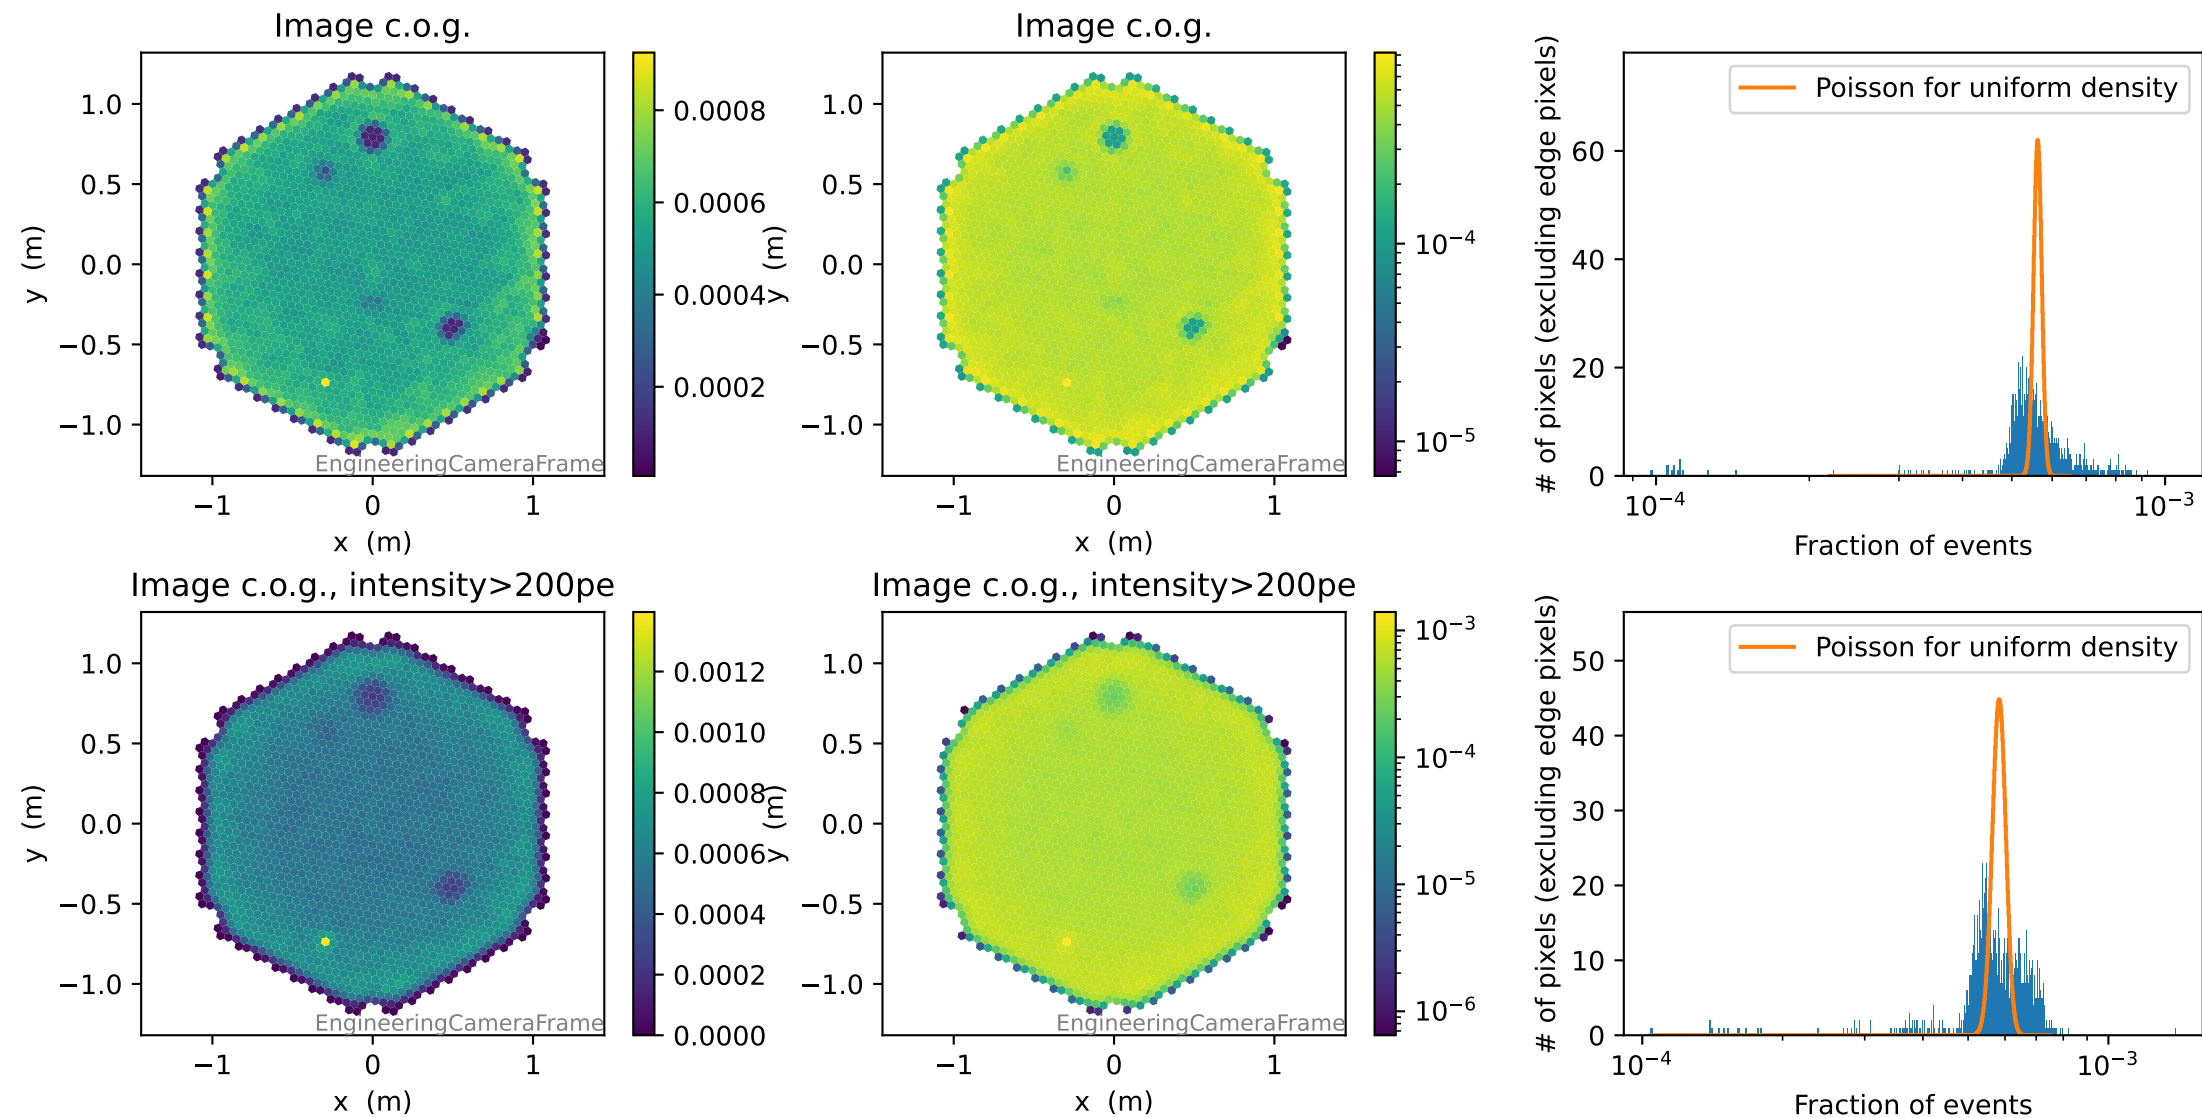 Image c.o.g.
1.0
0.5
0.0
−0.5
−1.0
y (m)
−1 0 1
x (m)
EngineeringCameraFrame
0.0008
0.0006
0.0004
0.0002
Image c.o.g.
1.0
0.5
0.0
−0.5
−1.0
y (m)
−1 0 1
x (m)
EngineeringCameraFrame
10⁻⁴
10⁻⁵
# of pixels (excluding edge pixels)
60
40
20
0
Poisson for uniform density
10⁻⁴ 10⁻³
Fraction of events
Image c.o.g., intensity>200pe
1.0
0.5
0.0
−0.5
−1.0
y (m)
−1 0 1
x (m)
EngineeringCameraFrame
0.0012
0.0010
0.0008
0.0006
0.0004
0.0002
0.0000
Image c.o.g., intensity>200pe
1.0
0.5
0.0
−0.5
−1.0
y (m)
−1 0 1
x (m)
EngineeringCameraFrame
10⁻³
10⁻⁴
10⁻⁵
10⁻⁶
# of pixels (excluding edge pixels)
50
40
30
20
10
0
Poisson for uniform density
10⁻⁴ 10⁻³
Fraction of events